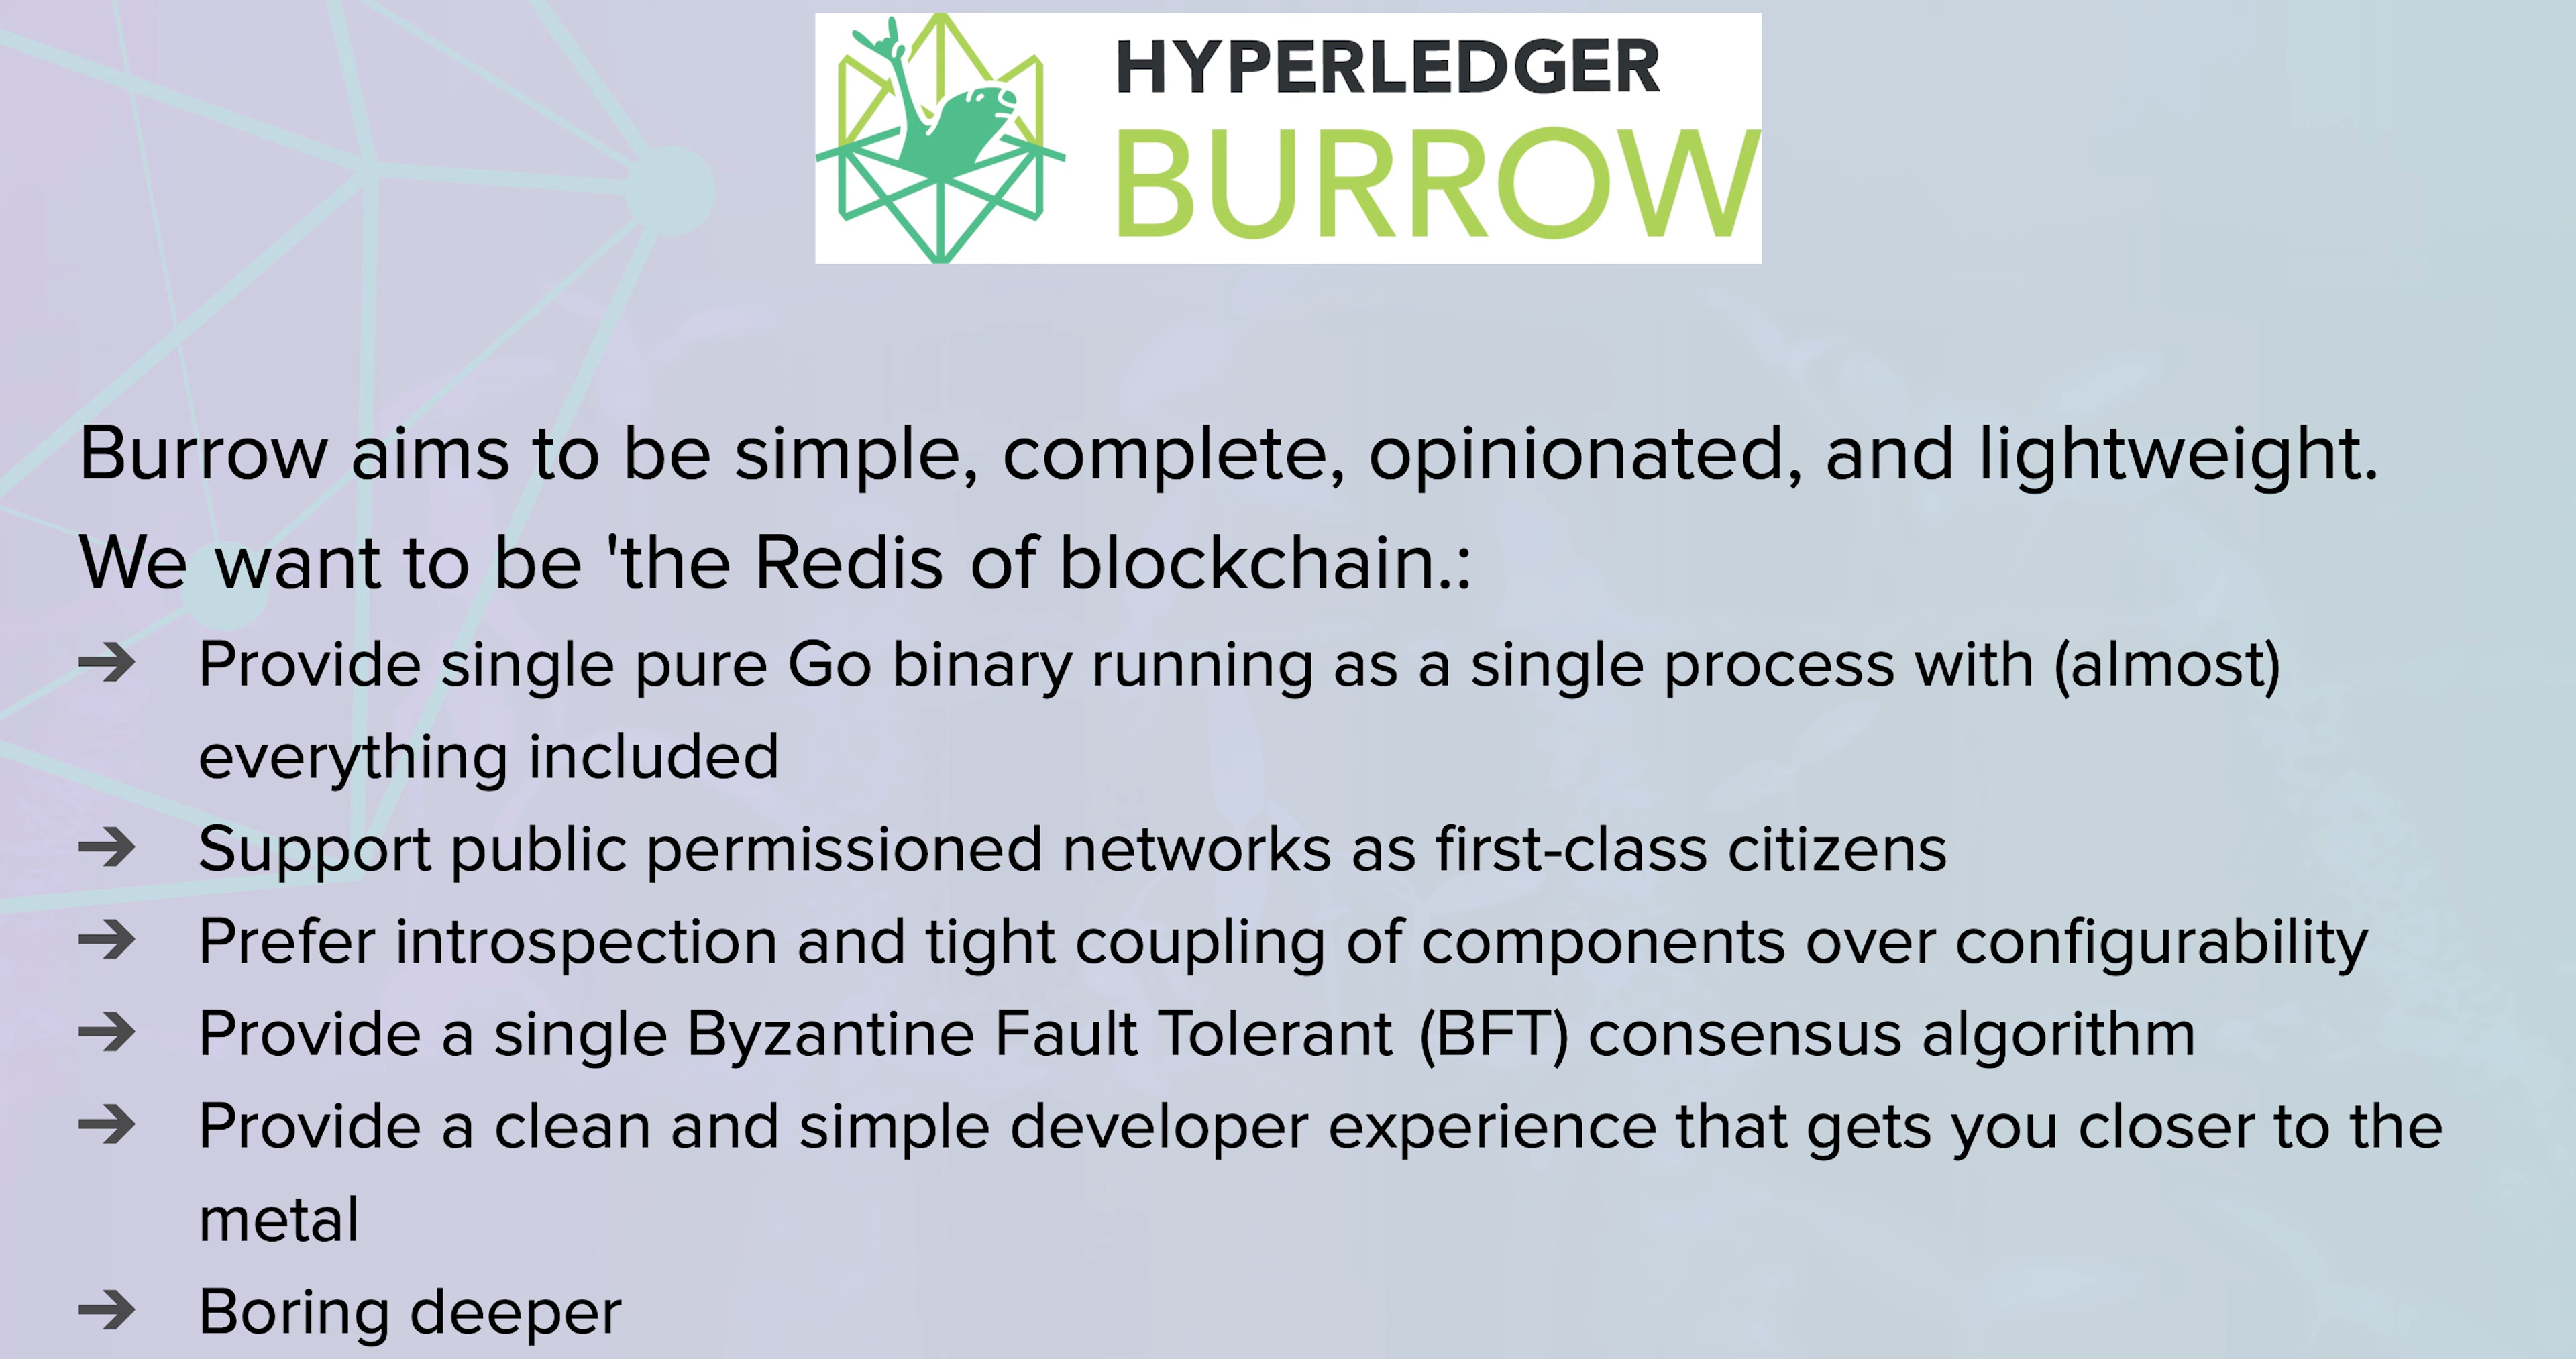 HYPERLEDGER
BURROW
Burrow aims to be simple, complete, opinionated, and lightweight.
We want to be 'the Redis of blockchain.:
➔ Provide single pure Go binary running as a single process with (almost)
everything included
➔ Support public permissioned networks as first-class citizens
➔ Prefer introspection and tight coupling of components over configurability
➔ Provide a single Byzantine Fault Tolerant (BFT) consensus algorithm
➔ Provide a clean and simple developer experience that gets you closer to the
metal
➔ Boring deeper